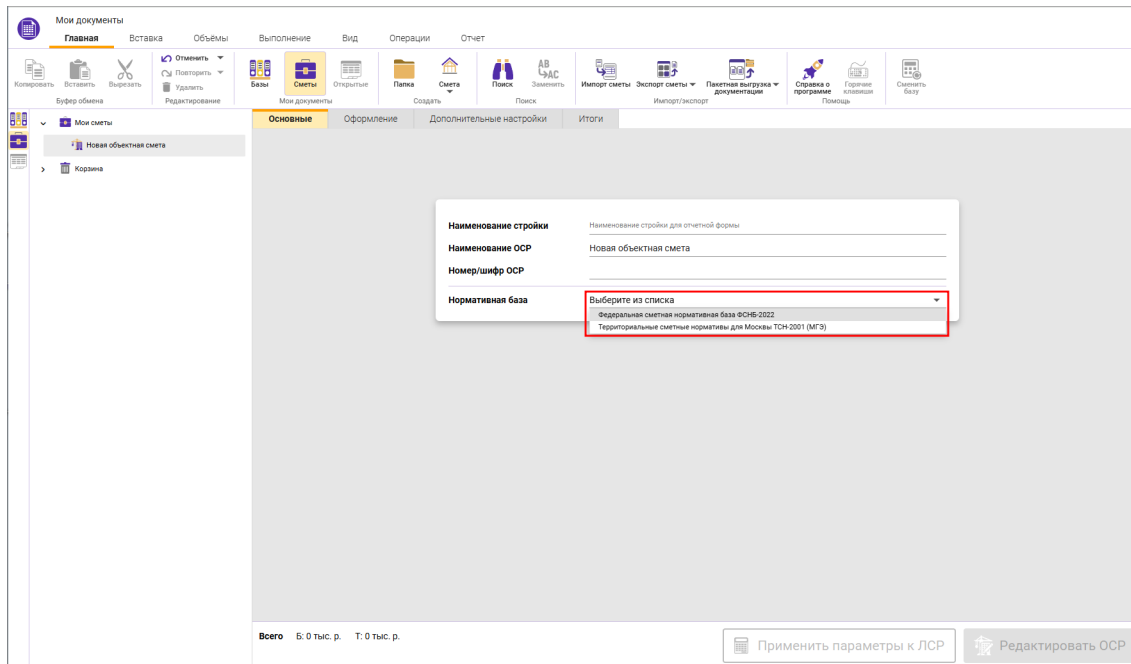 Мои документы
Главная Вставка Объёмы Выполнение Вид Операции Отчет
Копировать Вставить Вырезать
Отменить
Повторить
Удалить
Базы Сметы Открытые Папка Смета Поиск Заменить Импорт сметы Экспорт сметы Пакетная выгрузка документации Справка о программе Горячие клавиши Сменить базу
AB
AC
Буфер обмена Редактирование Мои документы Создать Поиск Импорт/экспорт Помощь
Мои сметы
Новая объектная смета
Корзина
Основные Оформление Дополнительные настройки Итоги
Наименование стройки Наименование стройки для отчетной формы
Наименование ОСР Новая объектная смета
Номер/шифр ОСР
Нормативная база Выберите из списка
Федеральная сметная нормативная база ФСНБ-2022
Территориальные сметные нормативы для Москвы ТСН-2001 (МГЭ)
Всего Б: 0 тыс. р. Т: 0 тыс. р.
Применить параметры к ЛСР Редактировать ОСР